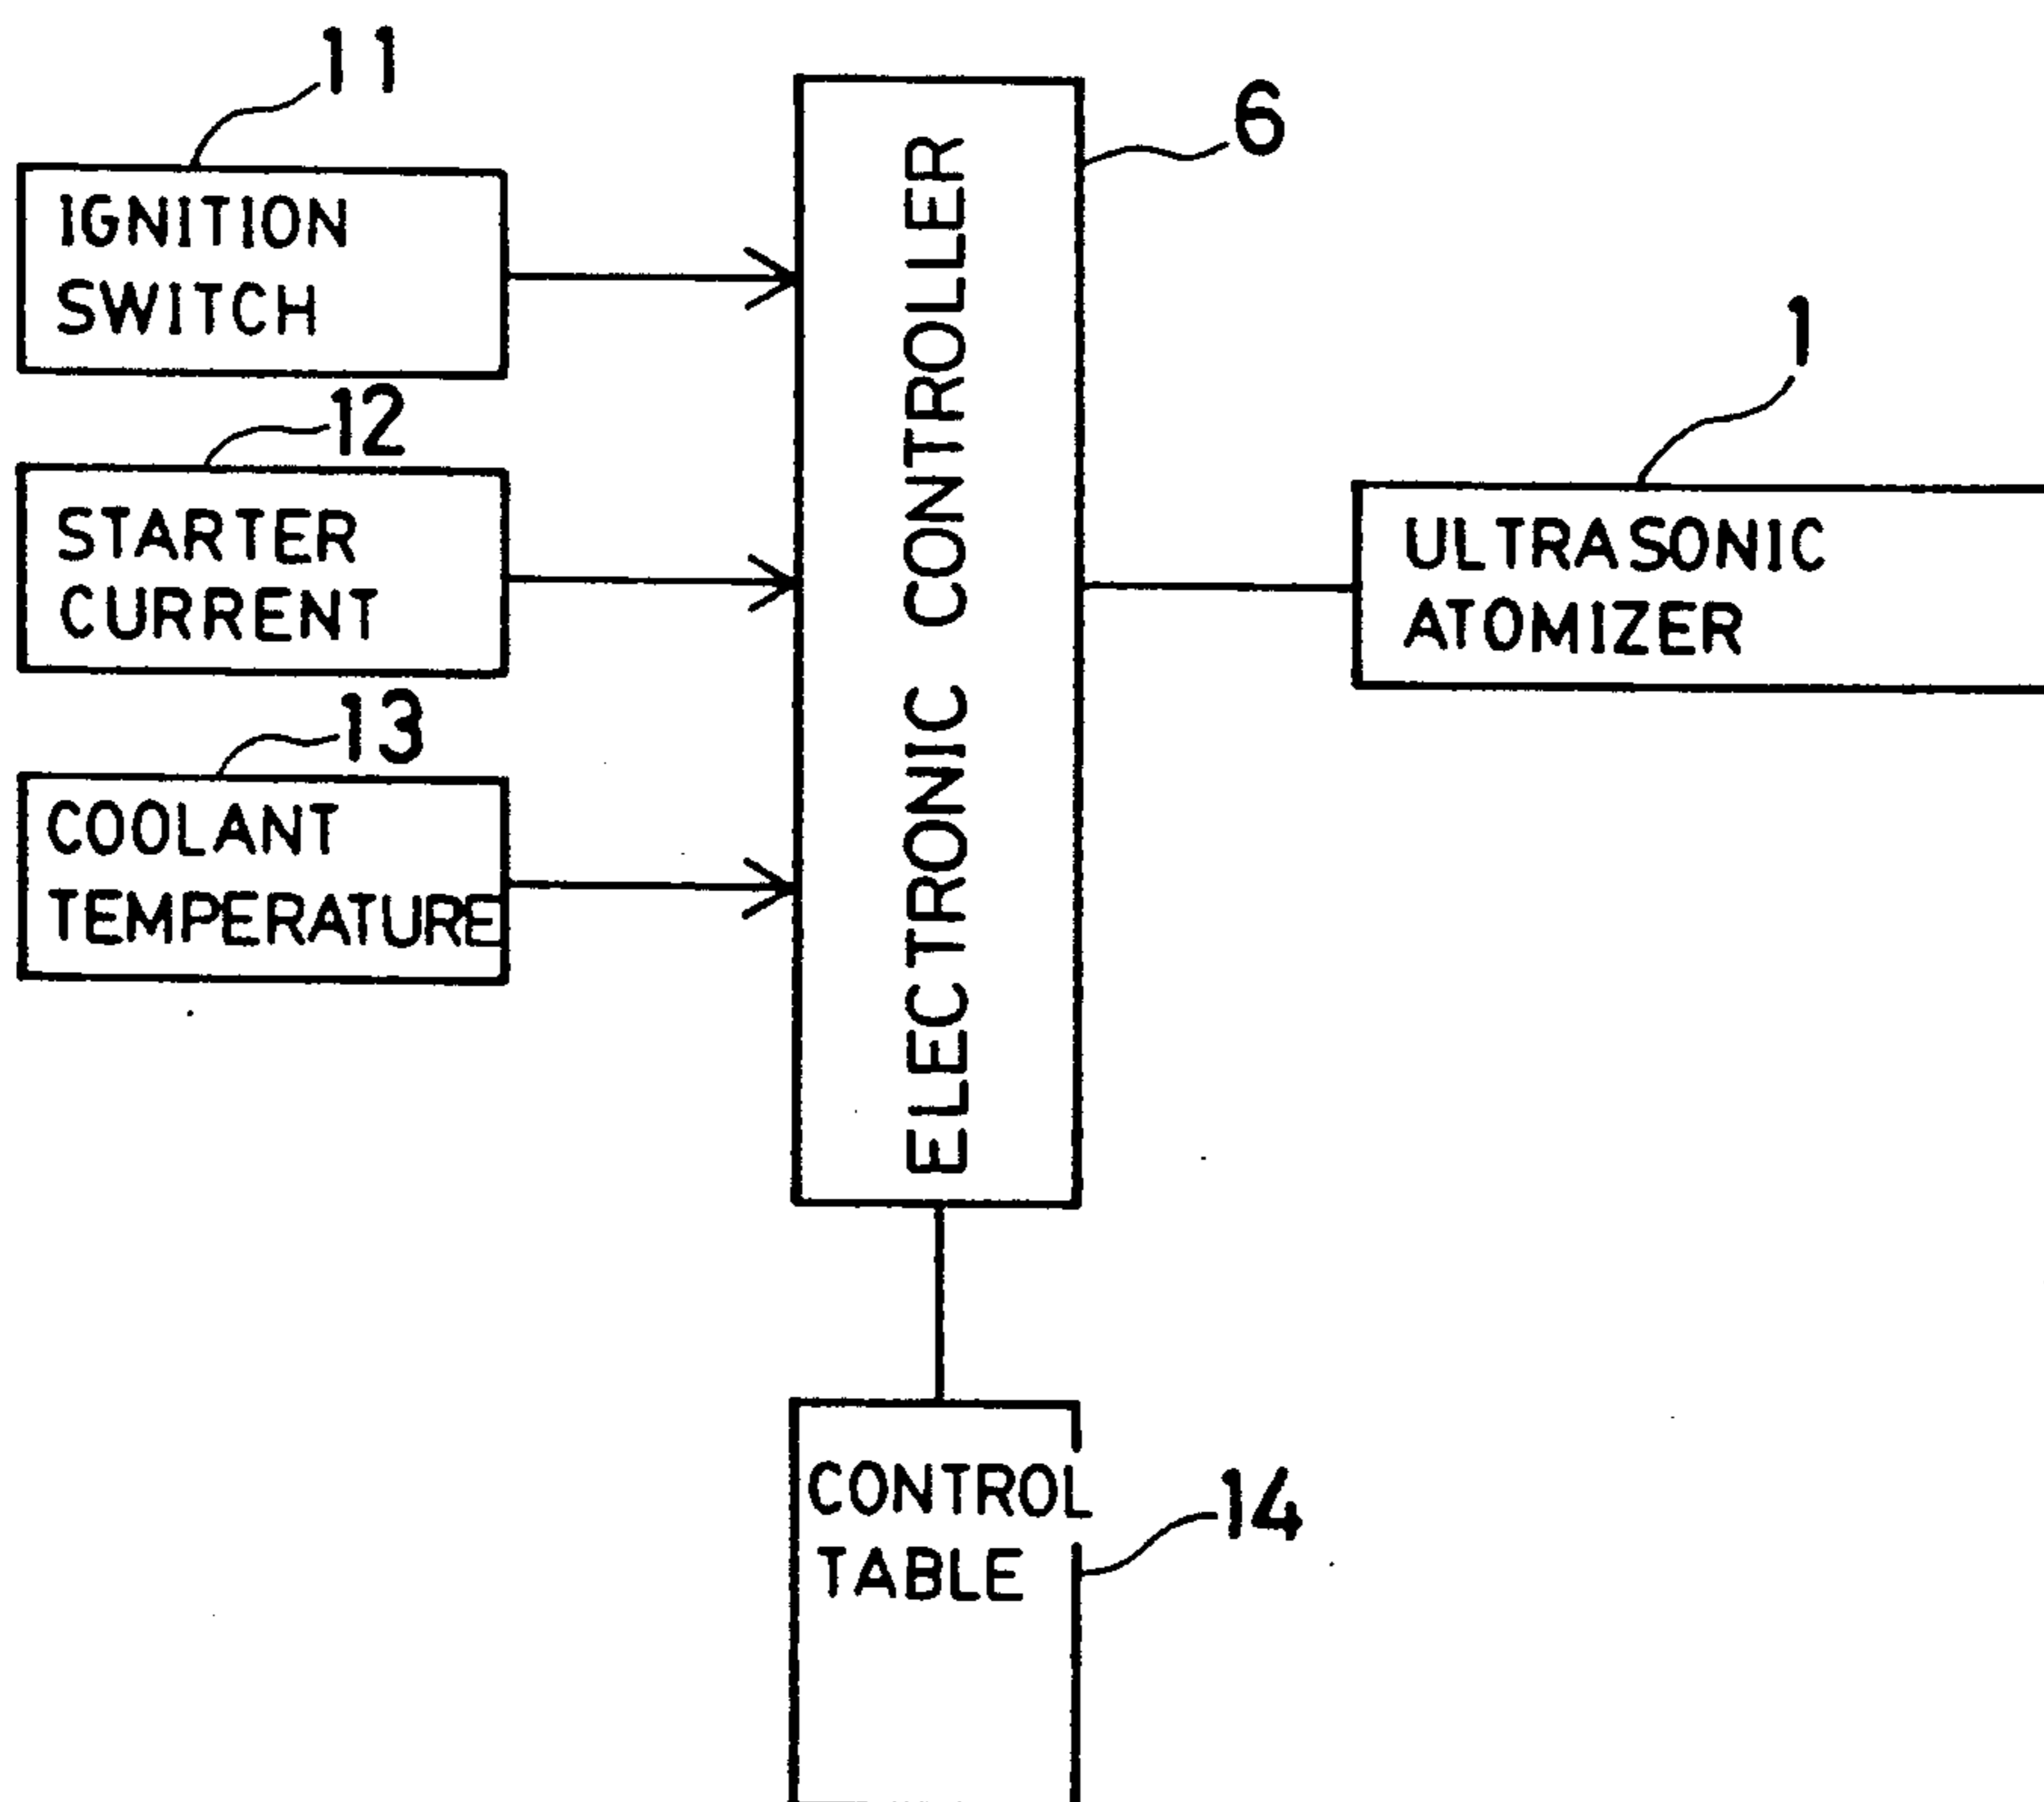 11
IGNITION
SWITCH
12
STARTER
CURRENT
13
COOLANT
TEMPERATURE
ELECTRONIC CONTROLLER
6
1
ULTRASONIC
ATOMIZER
CONTROL
TABLE
14